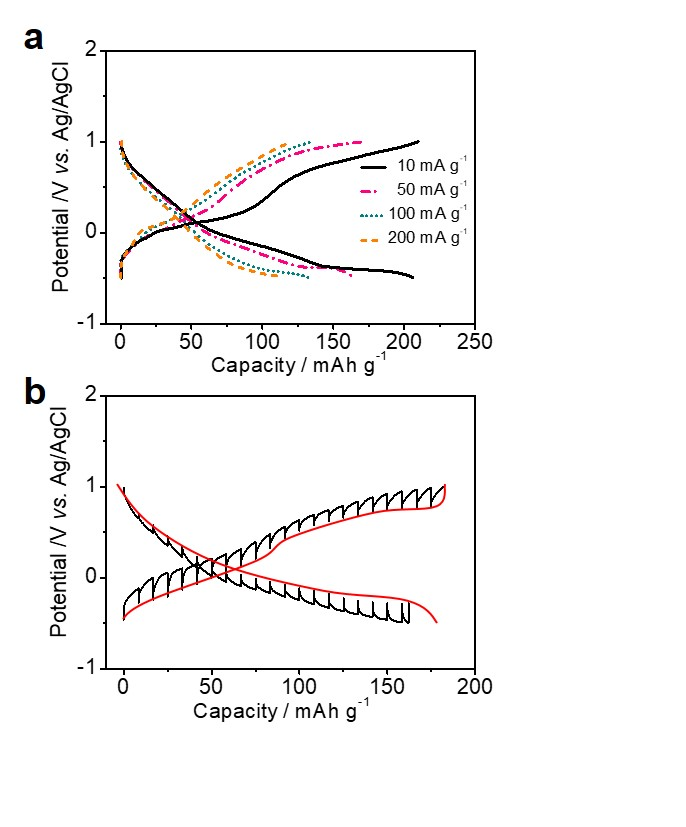 a
2
1
0
-1
Potential /V vs. Ag/AgCl
10 mA g⁻¹
50 mA g⁻¹
100 mA g⁻¹
200 mA g⁻¹
0 50 100 150 200 250
Capacity / mAh g⁻¹
b
2
1
0
-1
Potential /V vs. Ag/AgCl
0 50 100 150 200
Capacity / mAh g⁻¹